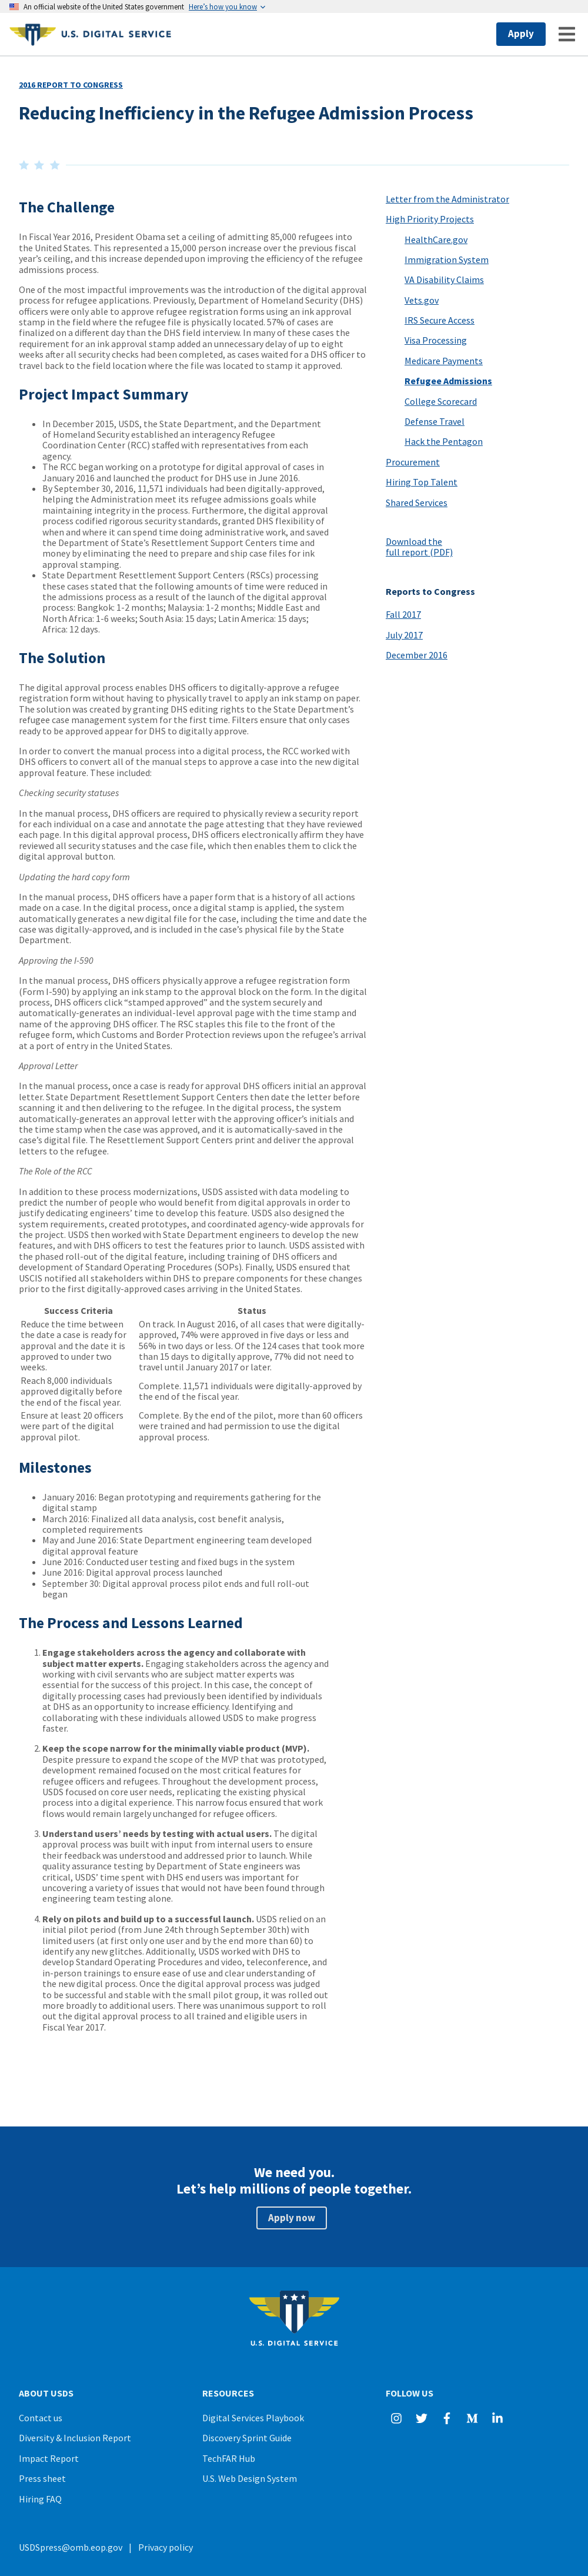 An official website of the United States government Here's how you know
U.S. DIGITAL SERVICE
Apply
2016 REPORT TO CONGRESS
Reducing Inefficiency in the Refugee Admission Process
The Challenge
In Fiscal Year 2016, President Obama set a ceiling of admitting 85,000 refugees into
the United States. This represented a 15,000 person increase over the previous fiscal
year's ceiling, and this increase depended upon improving the efficiency of the refugee
admissions process.
One of the most impactful improvements was the introduction of the digital approval
process for refugee applications. Previously, Department of Homeland Security (DHS)
officers were only able to approve refugee registration forms using an ink approval
stamp in the field where the refugee file is physically located. 57% of cases are
finalized on a different day than the DHS field interview. In many of these cases the
requirement for an ink approval stamp added an unnecessary delay of up to eight
weeks after all security checks had been completed, as cases waited for a DHS officer to
travel back to the field location where the file was located to stamp it approved.
Project Impact Summary
• In December 2015, USDS, the State Department, and the Department
of Homeland Security established an interagency Refugee
Coordination Center (RCC) staffed with representatives from each
agency.
• The RCC began working on a prototype for digital approval of cases in
January 2016 and launched the product for DHS use in June 2016.
• By September 30, 2016, 11,571 individuals had been digitally-approved,
helping the Administration meet its refugee admissions goals while
maintaining integrity in the process. Furthermore, the digital approval
process codified rigorous security standards, granted DHS flexibility of
when and where it can spend time doing administrative work, and saved
the Department of State's Resettlement Support Centers time and
money by eliminating the need to prepare and ship case files for ink
approval stamping.
• State Department Resettlement Support Centers (RSCs) processing
these cases stated that the following amounts of time were reduced in
the admissions process as a result of the launch of the digital approval
process: Bangkok: 1-2 months; Malaysia: 1-2 months; Middle East and
North Africa: 1-6 weeks; South Asia: 15 days; Latin America: 15 days;
Africa: 12 days.
The Solution
The digital approval process enables DHS officers to digitally-approve a refugee
registration form without having to physically travel to apply an ink stamp on paper.
The solution was created by granting DHS editing rights to the State Department's
refugee case management system for the first time. Filters ensure that only cases
ready to be approved appear for DHS to digitally approve.
In order to convert the manual process into a digital process, the RCC worked with
DHS officers to convert all of the manual steps to approve a case into the new digital
approval feature. These included:
Checking security statuses
In the manual process, DHS officers are required to physically review a security report
for each individual on a case and annotate the page attesting that they have reviewed
each page. In this digital approval process, DHS officers electronically affirm they have
reviewed all security statuses and the case file, which then enables them to click the
digital button.
Updating the hard copy form
In the manual process, DHS officers have a paper form that is a history of all actions
made on a case. In the digital process, once a digital stamp is applied, the system
automatically generates a new digital file for the case, including the time and date the
case was digitally-approved, and is included in the case's physical file by the State
Department.
Approving the I-590
In the manual process, DHS officers physically approve a refugee registration form
(Form I-590) by applying an ink stamp to the approval block on the form. In the digital
process, DHS officers click "stamped approved" and the system securely and
automatically-generates an individual-level approval page with the time stamp and
name of the approving DHS officer. The RSC staples this file to the front of the
refugee form, which Customs and Border Protection reviews upon the refugee's arrival
at a port of entry in the United States.
Approval Letter
In the manual process, once a case is ready for approval DHS officers initial an approval
letter. State Department Resettlement Support Centers then date the letter before
scanning it and then delivering to the refugee. In the digital process, the system
automatically-generates an approval letter with the approving officer's initials and
the time stamp when the case was approved, and it is automatically-saved in the
case's digital file. The Resettlement Support Centers print and deliver the approval
letters to the refugee.
The Role of the RCC
In addition to these process modernizations, USDS assisted with data modeling to
predict the number of people who would benefit from digital approvals in order to
justify dedicating engineers' time to develop this feature. USDS also designed the
system requirements, created prototypes, and coordinated agency-wide approvals for
the project. USDS then worked with State Department engineers to develop the new
features, and with DHS officers to test the features prior to launch. USDS assisted with
the phased roll-out of the digital feature, including training of DHS officers and
development of Standard Operating Procedures (SOPs). Finally, USDS ensured that
USCIS notified all stakeholders within DHS to prepare components for these changes
prior to the first digitally-approved cases arriving in the United States.
Success Criteria Status
Reduce the time between
the date a case is ready for
approval and the date it is
approved to under two
weeks.
On track. In August 2016, of all cases that were digitally-
approved, 74% were approved in five days or less and
56% in two days or less. Of the 124 cases that took more
than 15 days to digitally approve, 77% did not need to
travel until January 2017 or later.
Reach 8,000 individuals
approved digitally before
the end of the fiscal year.
Complete. 11,571 individuals were digitally-approved by
the end of the fiscal year.
Ensure at least 20 officers
were part of the digital
approval pilot.
Complete. By the end of the pilot, more than 60 officers
were trained and had permission to use the digital
approval process.
Milestones
• January 2016: Began prototyping and requirements gathering for the
digital stamp
• March 2016: Finalized all data analysis, cost benefit analysis,
completed requirements
• May and June 2016: State Department engineering team developed
digital approval feature
• June 2016: Conducted user testing and fixed bugs in the system
• June 2016: Digital approval process launched
• September 30: Digital approval process pilot ends and full roll-out
began
The Process and Lessons Learned
1. Engage stakeholders across the agency and collaborate with
subject matter experts. Engaging stakeholders across the agency and
working with civil servants who are subject matter experts was
essential for the success of this project. In this case, the concept of
digitally processing cases had previously been identified by individuals
at DHS as an opportunity to increase efficiency. Identifying and
collaborating with these individuals allowed USDS to make progress
faster.
2. Keep the scope narrow for the minimally viable product (MVP).
Despite pressure to expand the scope of the MVP that was prototyped,
development remained focused on the most critical features for
refugee officers and refugees. Throughout the development process,
USDS focused on core user needs, replicating the existing physical
process into a digital experience. This narrow focus ensured that work
flows would remain largely unchanged for refugee officers.
3. Understand users' needs by testing with actual users. The digital
approval process was built with input from internal users to ensure
their feedback was understood and addressed prior to launch. While
quality assurance testing by Department of State engineers was
critical, USDS' time spent with DHS end users was important for
uncovering a variety of issues that would not have been found through
engineering team testing alone.
4. Rely on pilots and build up to a successful launch. USDS relied on an
initial pilot period (from June 24th through September 30th) with
limited users (at first only one user and by the end more than 60) to
identify any new glitches. Additionally, USDS worked with DHS to
develop Standard Operating Procedures and video, teleconference, and
in-person trainings to ensure ease of use and clear understanding of
the new digital process. Once the digital approval process was judged
to be successful and stable with the small pilot group, it was rolled out
more broadly to additional users. There was unanimous support to roll
out the digital approval process to all trained and eligible users in
Fiscal Year 2017.
Letter from the Administrator
High Priority Projects
HealthCare.gov
Immigration System
VA Disability Claims
Vets.gov
IRS Secure Access
Visa Processing
Medicare Payments
Refugee Admissions
College Scorecard
Defense Travel
Hack the Pentagon
Procurement
Hiring Top Talent
Shared Services
Download the
full report (PDF)
Reports to Congress
Fall 2017
July 2017
December 2016
We need you.
Let's help millions of people together.
Apply now
U.S. DIGITAL SERVICE
ABOUT USDS
Contact us
Diversity & Inclusion Report
Impact Report
Press sheet
Hiring FAQ
RESOURCES
Digital Services Playbook
Discovery Sprint Guide
TechFAR Hub
U.S. Web Design System
FOLLOW US
USDSpress@omb.eop.gov | Privacy policy